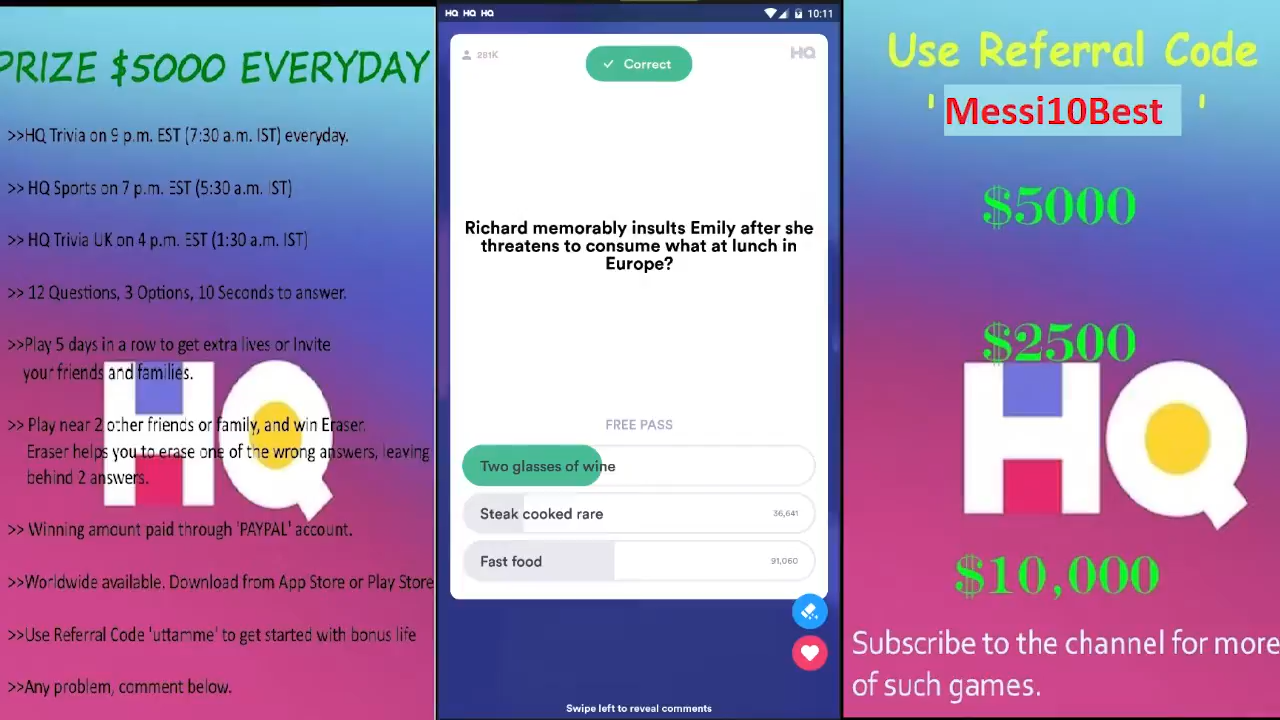 PRIZE $5000 EVERYDAY
>>HQ Trivia on 9 p.m. EST (7:30 a.m. IST) everyday.
>> HQ Sports on 7 p.m. EST (5:30 a.m. IST)
>> HQ Trivia UK on 4 p.m. EST (1:30 a.m. IST)
>> 12 Questions, 3 Options, 10 Seconds to answer.
>>Play 5 days in a row to get extra lives or Invite
your friends and families.
>> Play near 2 other friends or family, and win Eraser.
Eraser helps you to erase one of the wrong answers, leaving
behind 2 answers.
>> Winning amount paid through 'PAYPAL' account.
>>Worldwide available. Download from App Store or Play Store
>>Use Referral Code 'uttamme' to get started with bonus life
>>Any problem, comment below.
HQ
HQ HQ HQ
10:11
281K
✓ Correct
HQ
Richard memorably insults Emily after she
threatens to consume what at lunch in
Europe?
FREE PASS
Two glasses of wine
Steak cooked rare 36,641
Fast food 91,060
Swipe left to reveal comments
Use Referral Code
' Messi10Best '
$5000
$2500
HQ
$10,000
Subscribe to the channel for more
of such games.